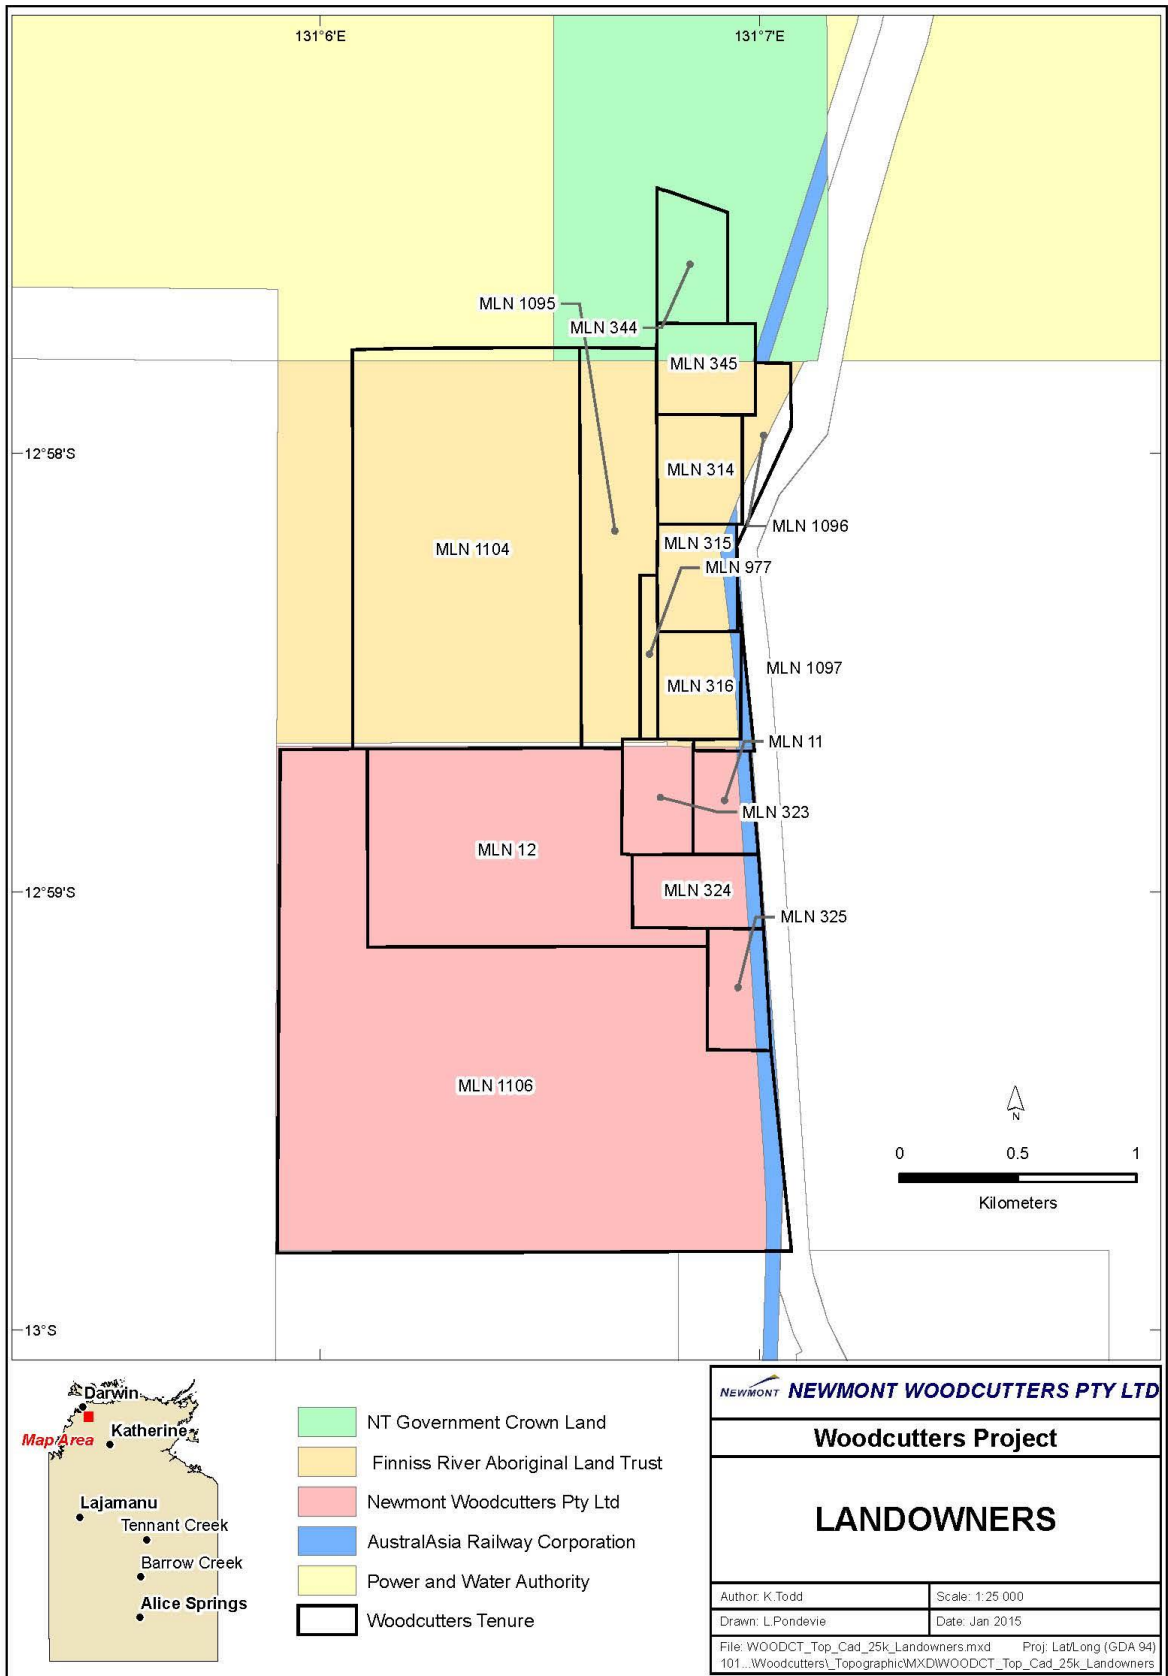 131°6'E
131°7'E
MLN 1095
MLN 344
MLN 345
12°58'S
MLN 314
MLN 1096
MLN 1104
MLN 315
MLN 977
MLN 1097
MLN 316
MLN 11
MLN 323
MLN 12
12°59'S
MLN 324
MLN 325
MLN 1106
N
0 0.5 1
Kilometers
13°S
Darwin
Map Area
Katherine
Lajamanu
Tennant Creek
Barrow Creek
Alice Springs
NT Government Crown Land
Finniss River Aboriginal Land Trust
Newmont Woodcutters Pty Ltd
AustralAsia Railway Corporation
Power and Water Authority
Woodcutters Tenure
NEWMONT NEWMONT WOODCUTTERS PTY LTD
Woodcutters Project
LANDOWNERS
Author: K.Todd Scale: 1:25 000
Drawn: L.Pondevie Date: Jan 2015
File: WOODCT_Top_Cad_25k_Landowners.mxd Proj: Lat/Long (GDA 94)
101...\Woodcutters\_Topographic\MXD\WOODCT_Top_Cad_25k_Landowners